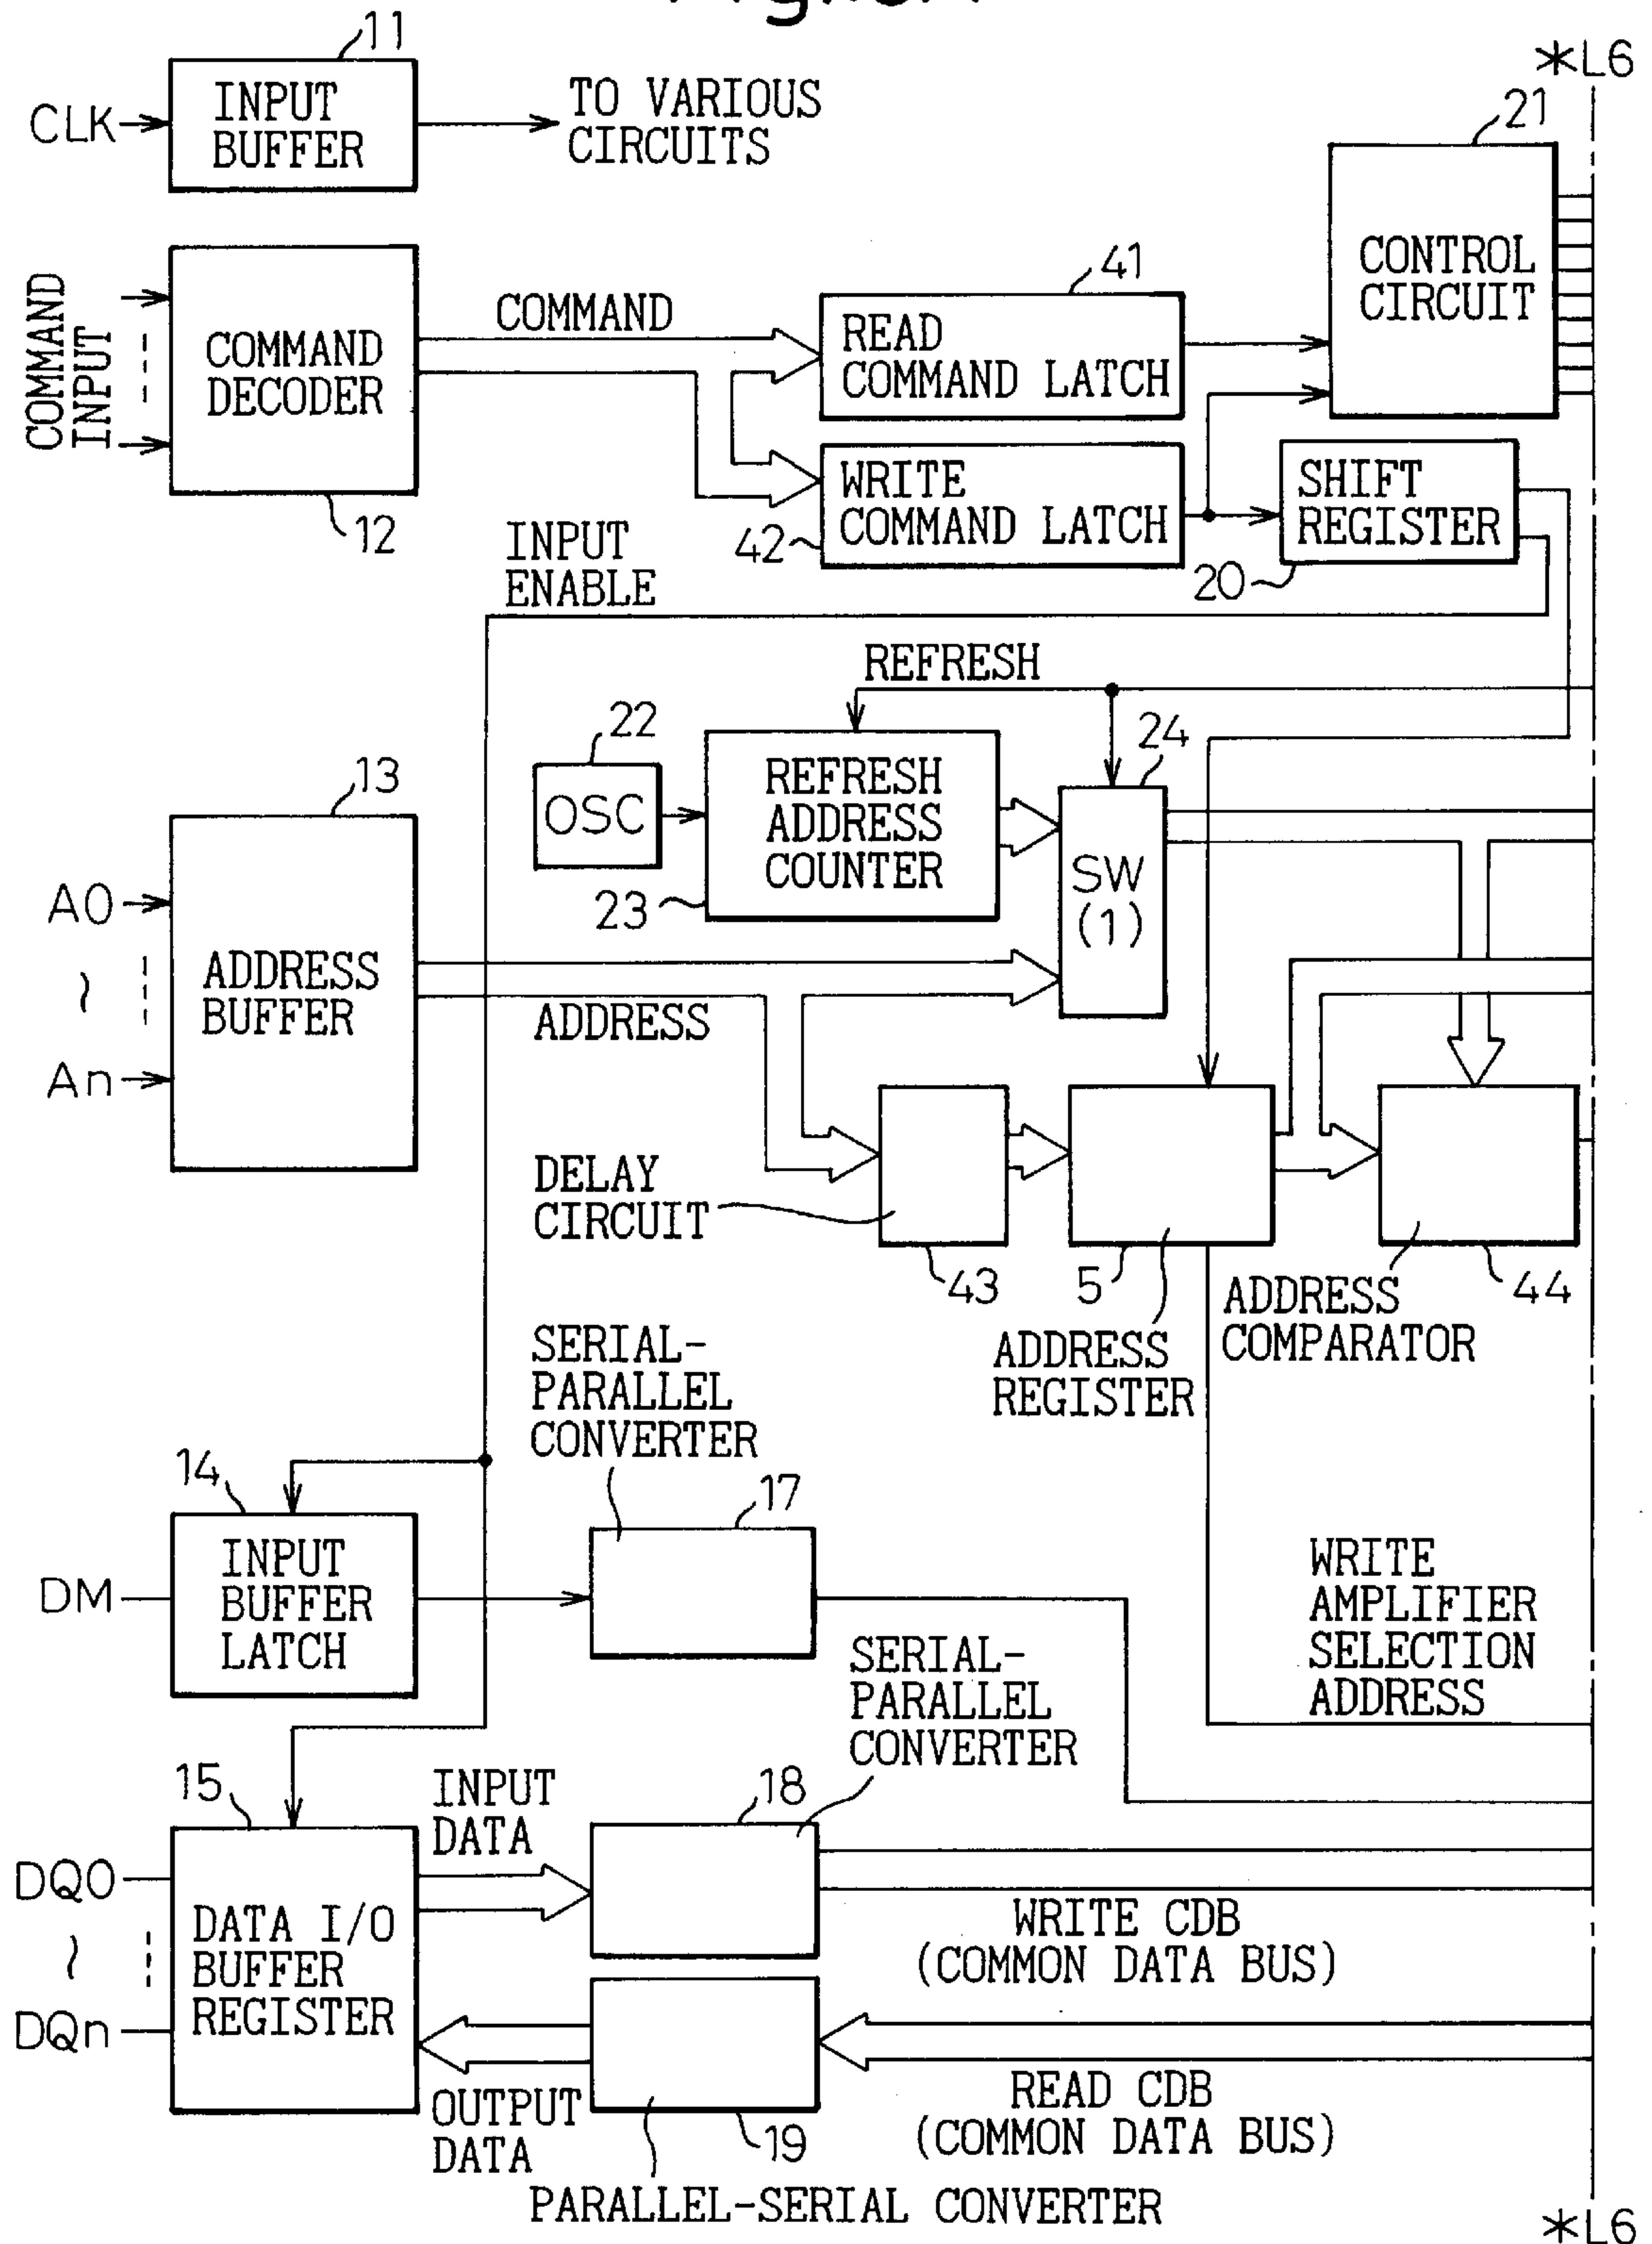 *L6
11
INPUT
BUFFER
CLK
TO VARIOUS
CIRCUITS
21
CONTROL
CIRCUIT
COMMAND
INPUT
COMMAND
DECODER
12
COMMAND
41
READ
COMMAND LATCH
WRITE
COMMAND LATCH
42
SHIFT
REGISTER
20
INPUT
ENABLE
REFRESH
22
OSC
REFRESH
ADDRESS
COUNTER
23
24
SW
(1)
13
A0
~
An
ADDRESS
BUFFER
ADDRESS
DELAY
CIRCUIT
43
5
ADDRESS
REGISTER
44
ADDRESS
COMPARATOR
SERIAL-
PARALLEL
CONVERTER
14
17
DM
INPUT
BUFFER
LATCH
WRITE
AMPLIFIER
SELECTION
ADDRESS
SERIAL-
PARALLEL
CONVERTER
15
INPUT
DATA
18
DQ0
~
DQn
DATA I/O
BUFFER
REGISTER
WRITE CDB
(COMMON DATA BUS)
OUTPUT
DATA
19
READ CDB
(COMMON DATA BUS)
PARALLEL-SERIAL CONVERTER
*L6